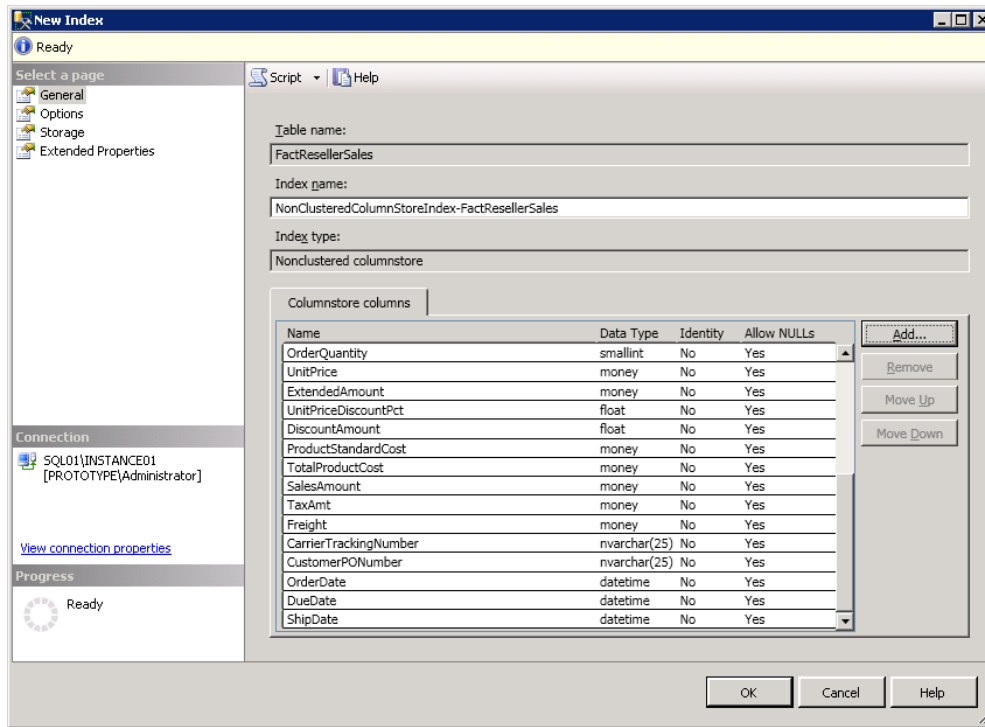 New Index
Ready
Select a page
General
Options
Storage
Extended Properties
Connection
SQL01\INSTANCE01
[PROTOTYPE\Administrator]
View connection properties
Progress
Ready
Script Help
Table name:
FactResellerSales
Index name:
NonClusteredColumnStoreIndex-FactResellerSales
Index type:
Nonclustered columnstore
Columnstore columns
Name Data Type Identity Allow NULLs
OrderQuantity smallint No Yes
UnitPrice money No Yes
ExtendedAmount money No Yes
UnitPriceDiscountPct float No Yes
DiscountAmount float No Yes
ProductStandardCost money No Yes
TotalProductCost money No Yes
SalesAmount money No Yes
TaxAmt money No Yes
Freight money No Yes
CarrierTrackingNumber nvarchar(25) No Yes
CustomerPONumber nvarchar(25) No Yes
OrderDate datetime No Yes
DueDate datetime No Yes
ShipDate datetime No Yes
Add...
Remove
Move Up
Move Down
OK Cancel Help